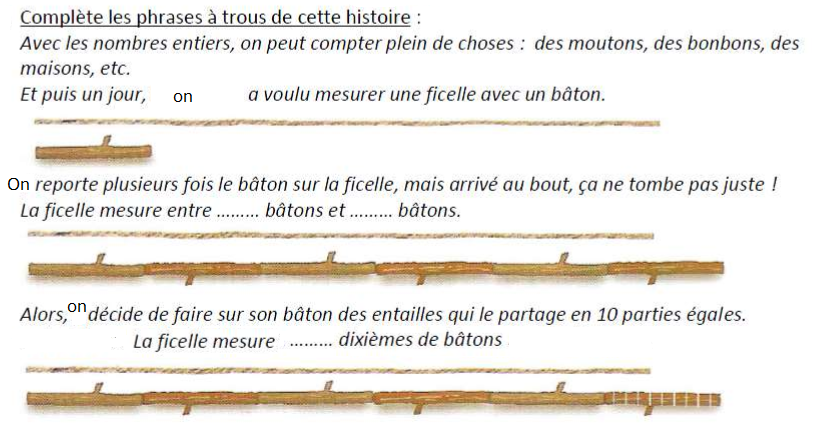 Complète les phrases à trous de cette histoire :
Avec les nombres entiers, on peut compter plein de choses : des moutons, des bonbons, des
maisons, etc.
Et puis un jour, on a voulu mesurer une ficelle avec un bâton.
On reporte plusieurs fois le bâton sur la ficelle, mais arrivé au bout, ça ne tombe pas juste !
La ficelle mesure entre ......... bâtons et ......... bâtons.
Alors, on décide de faire sur son bâton des entailles qui le partage en 10 parties égales.
La ficelle mesure ......... dixièmes de bâtons